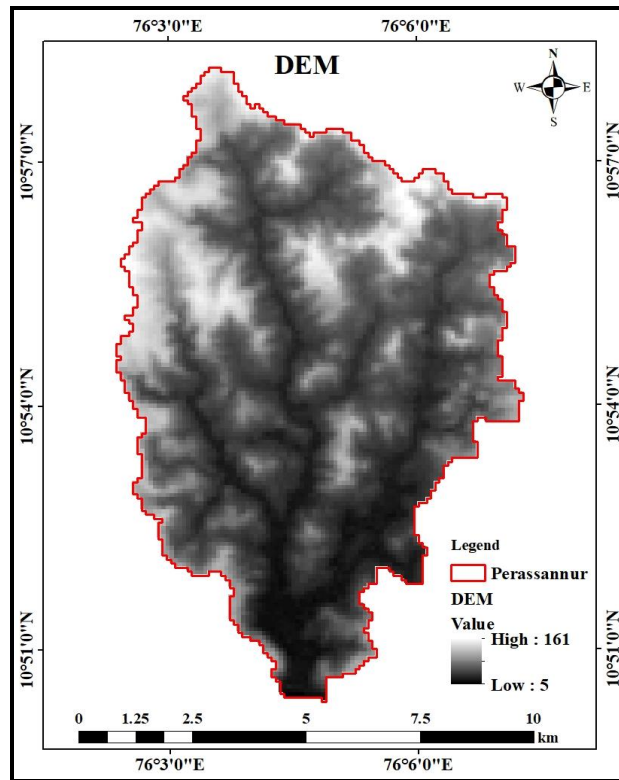 76°3'0"E 76°6'0"E
DEM
N
W E
S
10°57'0"N 10°57'0"N
10°54'0"N 10°54'0"N
10°51'0"N 10°51'0"N
Legend
Perassannur
DEM
Value
High : 161
Low : 5
0 1.25 2.5 5 7.5 10
km
76°3'0"E 76°6'0"E